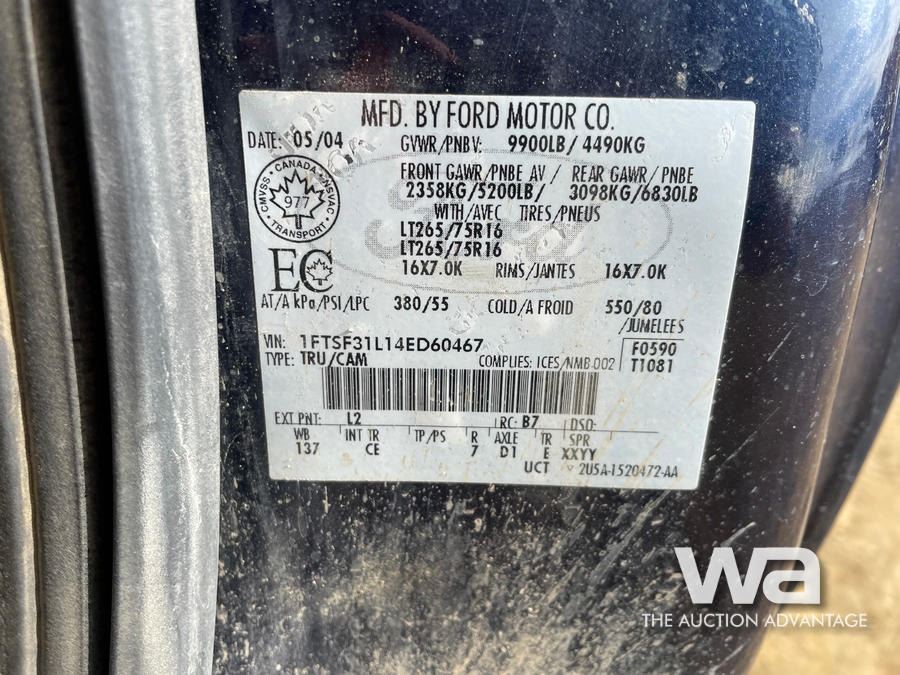 MFD. BY FORD MOTOR CO.
DATE: 05/04 GVWR/PNBV: 9900LB/ 4490KG
FRONT GAWR/PNBE AV / REAR GAWR/ PNBE
2358KG/5200LB/ 3098KG/6830LB
WITH/AVEC TIRES/PNEUS
LT265/75R16
LT265/75R16
16X7.0K RIMS/JANTES 16X7.0K
CMVSS • CANADA • NSVAC
977
TRANSPORT
EC
AT/A kPa/PSI/LPC 380/55 COLD/A FROID 550/80
/JUMELEES
VIN: 1FTSF31L14ED60467 F0590
TYPE: TRU/CAM COMPLIES: ICES/NMB-002 T1081
EXT PNT: L2 RC: B7 DSO:
WB INT TR TP/PS R AXLE TR SPR
137 CE 7 D1 E XXYY
UCT ▽ 2U5A-1520472-AA
wa
THE AUCTION ADVANTAGE